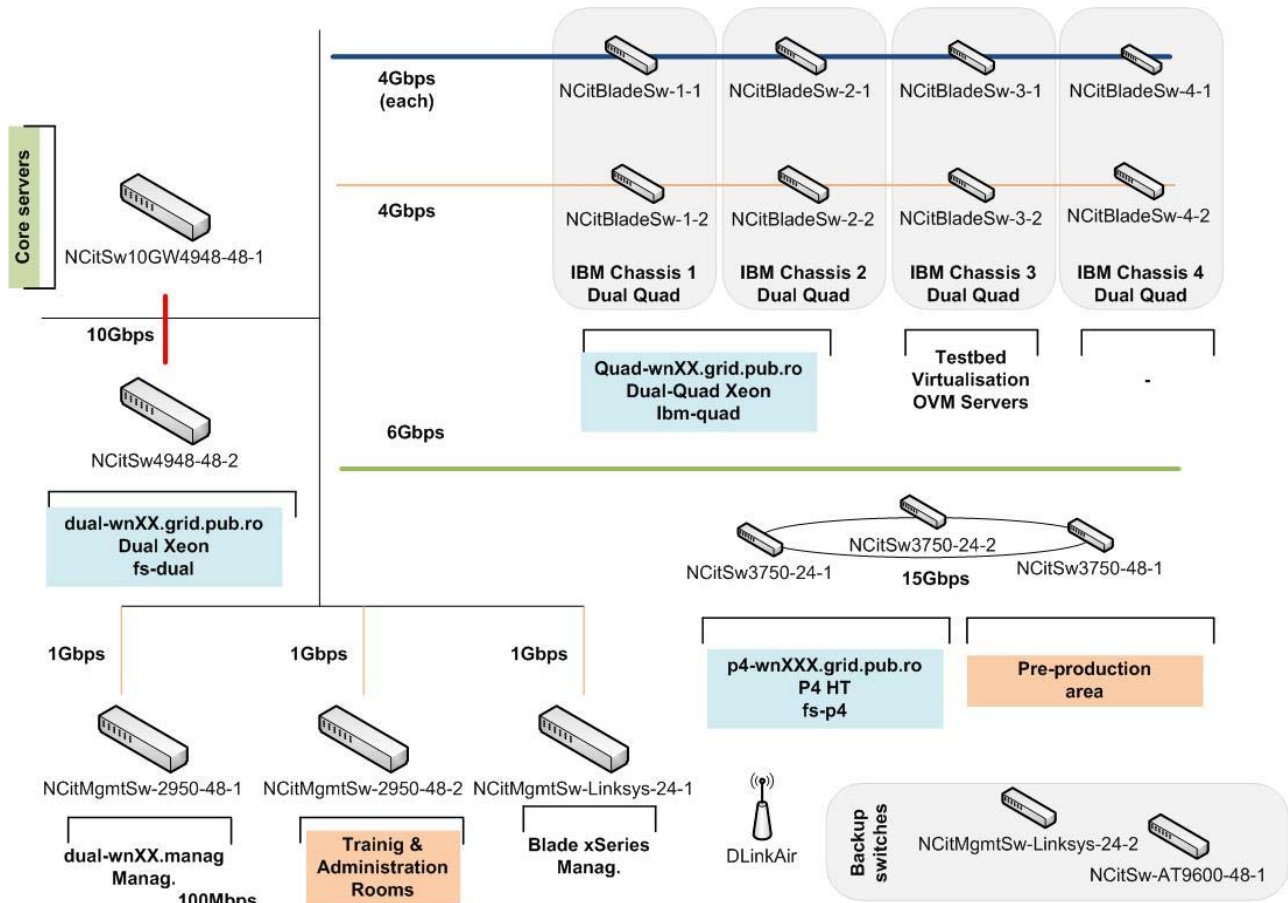 4Gbps
(each)
NCitBladeSw-1-1
NCitBladeSw-2-1
NCitBladeSw-3-1
NCitBladeSw-4-1
Core servers
NCitSw10GW4948-48-1
4Gbps
NCitBladeSw-1-2
NCitBladeSw-2-2
NCitBladeSw-3-2
NCitBladeSw-4-2
IBM Chassis 1
Dual Quad
IBM Chassis 2
Dual Quad
IBM Chassis 3
Dual Quad
IBM Chassis 4
Dual Quad
10Gbps
Quad-wnXX.grid.pub.ro
Dual-Quad Xeon
Ibm-quad
Testbed
Virtualisation
OVM Servers
-
NCitSw4948-48-2
6Gbps
dual-wnXX.grid.pub.ro
Dual Xeon
fs-dual
NCitSw3750-24-1
NCitSw3750-24-2
NCitSw3750-48-1
15Gbps
1Gbps
1Gbps
1Gbps
p4-wnXXX.grid.pub.ro
P4 HT
fs-p4
Pre-production
area
NCitMgmtSw-2950-48-1
NCitMgmtSw-2950-48-2
NCitMgmtSw-Linksys-24-1
dual-wnXX.manag
Manag.
100Mbps
Trainig &
Administration
Rooms
Blade xSeries
Manag.
DLinkAir
Backup
switches
NCitMgmtSw-Linksys-24-2
NCitSw-AT9600-48-1